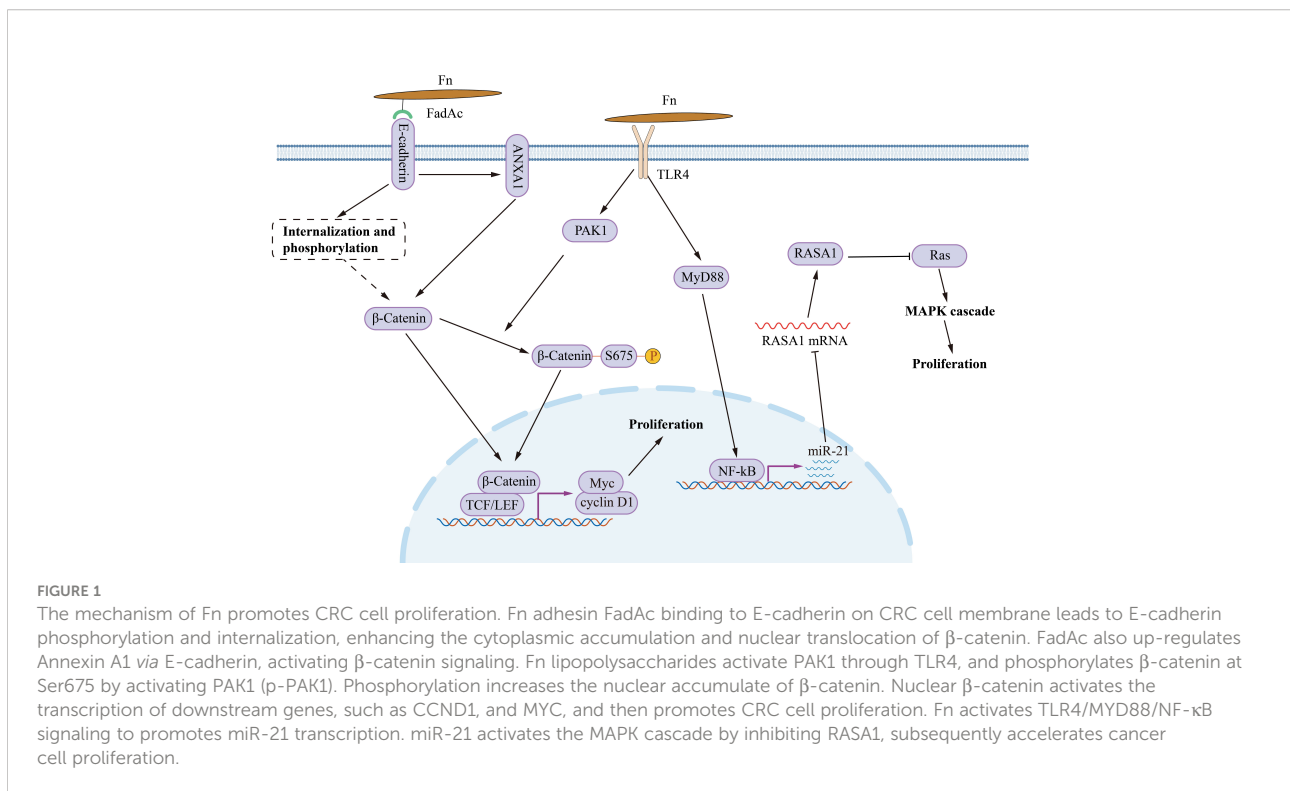 Fn
FadAc
E-cadherin
ANXA1
Fn
TLR4
Internalization and
phosphorylation
PAK1
MyD88
RASA1
Ras
β-Catenin
RASA1 mRNA
MAPK cascade
Proliferation
β-Catenin
S675
P
Proliferation
miR-21
NF-kB
β-Catenin
TCF/LEF
Myc
cyclin D1
FIGURE 1
The mechanism of Fn promotes CRC cell proliferation. Fn adhesin FadAc binding to E-cadherin on CRC cell membrane leads to E-cadherin
phosphorylation and internalization, enhancing the cytoplasmic accumulation and nuclear translocation of β-catenin. FadAc also up-regulates
Annexin A1 via E-cadherin, activating β-catenin signaling. Fn lipopolysaccharides activate PAK1 through TLR4, and phosphorylates β-catenin at
Ser675 by activating PAK1 (p-PAK1). Phosphorylation increases the nuclear accumulate of β-catenin. Nuclear β-catenin activates the
transcription of downstream genes, such as CCND1, and MYC, and then promotes CRC cell proliferation. Fn activates TLR4/MYD88/NF-κB
signaling to promotes miR-21 transcription. miR-21 activates the MAPK cascade by inhibiting RASA1, subsequently accelerates cancer
cell proliferation.